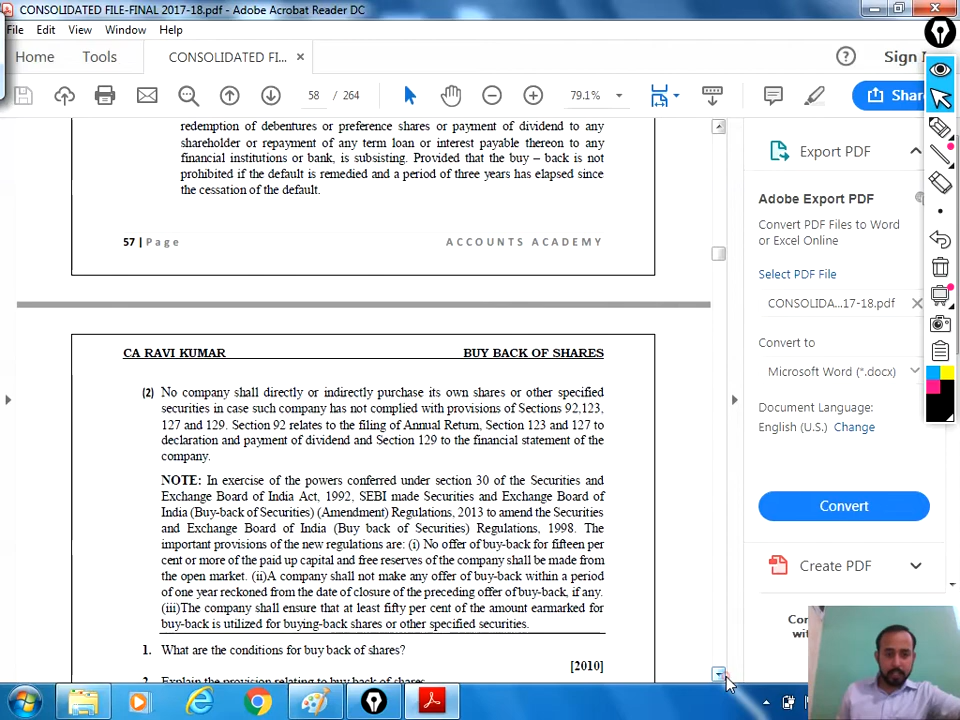 CONSOLIDATED FILE-FINAL 2017-18.pdf - Adobe Acrobat Reader DC
File Edit View Window Help
Home Tools CONSOLIDATED FI... × Sign
58 / 264 79.1% Shar
redemption of debentures or preference shares or payment of dividend to any
shareholder or repayment of any term loan or interest payable thereon to any
financial institutions or bank, is subsisting. Provided that the buy – back is not
prohibited if the default is remedied and a period of three years has elapsed since
the cessation of the default.
57 | Page ACCOUNTS ACADEMY
CA RAVI KUMAR BUY BACK OF SHARES
(2) No company shall directly or indirectly purchase its own shares or other specified
securities in case such company has not complied with provisions of Sections 92,123,
127 and 129. Section 92 relates to the filing of Annual Return, Section 123 and 127 to
declaration and payment of dividend and Section 129 to the financial statement of the
company.
NOTE: In exercise of the powers conferred under section 30 of the Securities and
Exchange Board of India Act, 1992, SEBI made Securities and Exchange Board of
India (Buy-back of Securities) (Amendment) Regulations, 2013 to amend the Securities
and Exchange Board of India (Buy back of Securities) Regulations, 1998. The
important provisions of the new regulations are: (i) No offer of buy-back for fifteen per
cent or more of the paid up capital and free reserves of the company shall be made from
the open market. (ii)A company shall not make any offer of buy-back within a period
of one year reckoned from the date of closure of the preceding offer of buy-back, if any.
(iii)The company shall ensure that at least fifty per cent of the amount earmarked for
buy-back is utilized for buying-back shares or other specified securities.
1. What are the conditions for buy back of shares?
[2010]
2. Explain the provision relating to buy back of shares
Export PDF
Adobe Export PDF
Convert PDF Files to Word
or Excel Online
Select PDF File
CONSOLIDA...17-18.pdf ×
Convert to
Microsoft Word (*.docx)
Document Language:
English (U.S.) Change
Convert
Create PDF